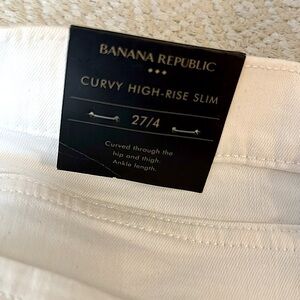 BANANA REPUBLIC
CURVY HIGH-RISE SLIM
27/4
Curved through the
hip and thigh.
Ankle length.